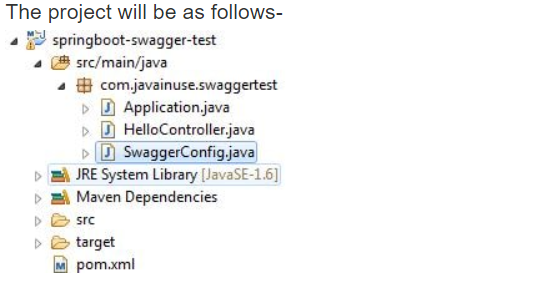 The project will be as follows-
springboot-swagger-test
src/main/java
com.javainuse.swaggertest
Application.java
HelloController.java
SwaggerConfig.java
JRE System Library [JavaSE-1.6]
Maven Dependencies
src
target
pom.xml